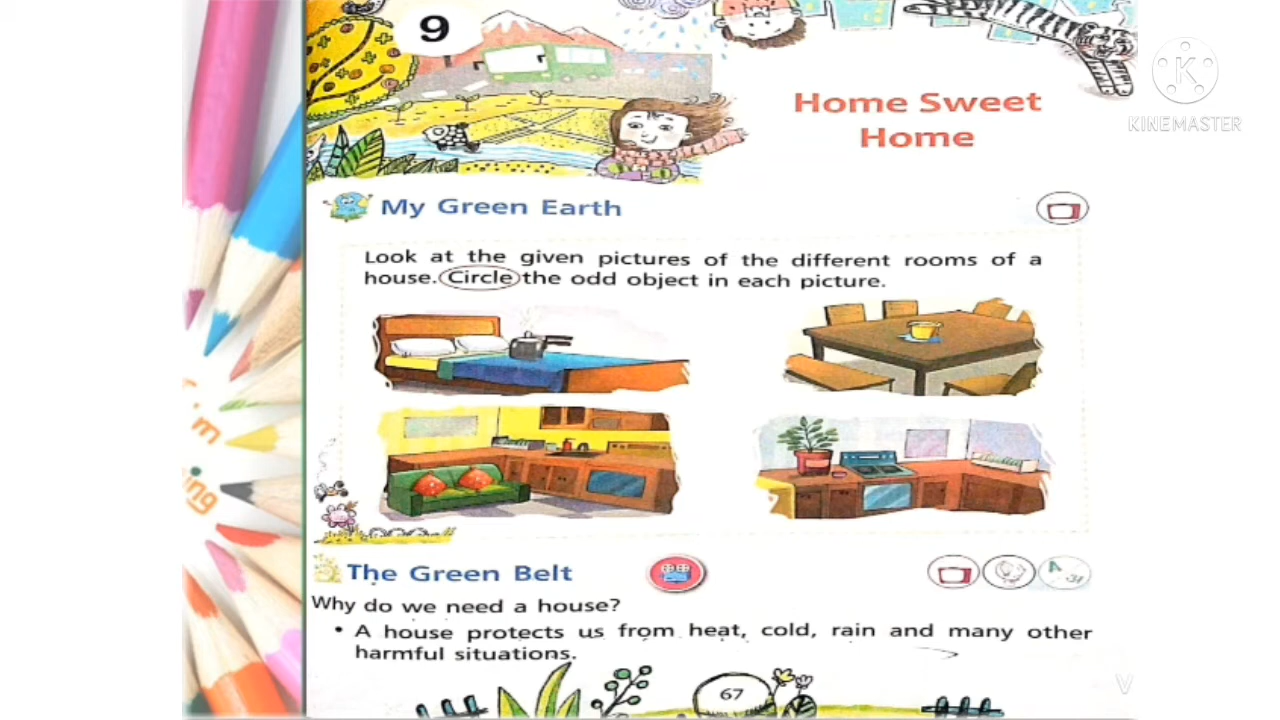 9
Home Sweet
Home
KINEMASTER
My Green Earth
Look at the given pictures of the different rooms of a
house. Circle the odd object in each picture.
The Green Belt
Why do we need a house?
• A house protects us from heat, cold, rain and many other
harmful situations.
67